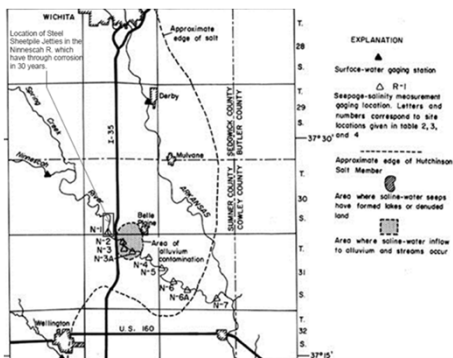 WICHITA
Location of Steel
Sheetpile Jetties in the
Ninnescah R. which
have through corrosion
in 30 years.
Approximate
edge of salt
T.
28
S.
Derby
T.
29
S.
37°30'
SEDGWICK COUNTY
BUTLER COUNTY
Spring
Creek
I-35
Mulvane
Ninnescah
River
ARKANSAS
SUMNER COUNTY
COWLEY COUNTY
T.
30
S.
Belle
Plaine
N-1
N-2
N-3
N-3A
Area of
alluvium
contamination
N-4
N-5
N-6
N-6A
N-7
T.
31
S.
Wellington
U.S. 160
T.
32
S.
37°15'
EXPLANATION
Surface-water gaging station
R-1
Seepage-salinity measurement
gaging location. Letters and
numbers correspond to site
locations given in table 2, 3,
and 4
Approximate edge of Hutchinson
Salt Member
Area where saline-water seeps
have formed lakes or denuded
land
Area where saline-water inflow
to alluvium and streams occur